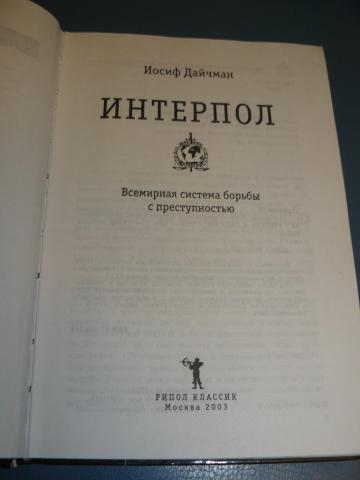 Иосиф Дайчман
ИНТЕРПОЛ
Всемирная система борьбы
с преступностью
РИПОЛ КЛАССИК
Москва 2003